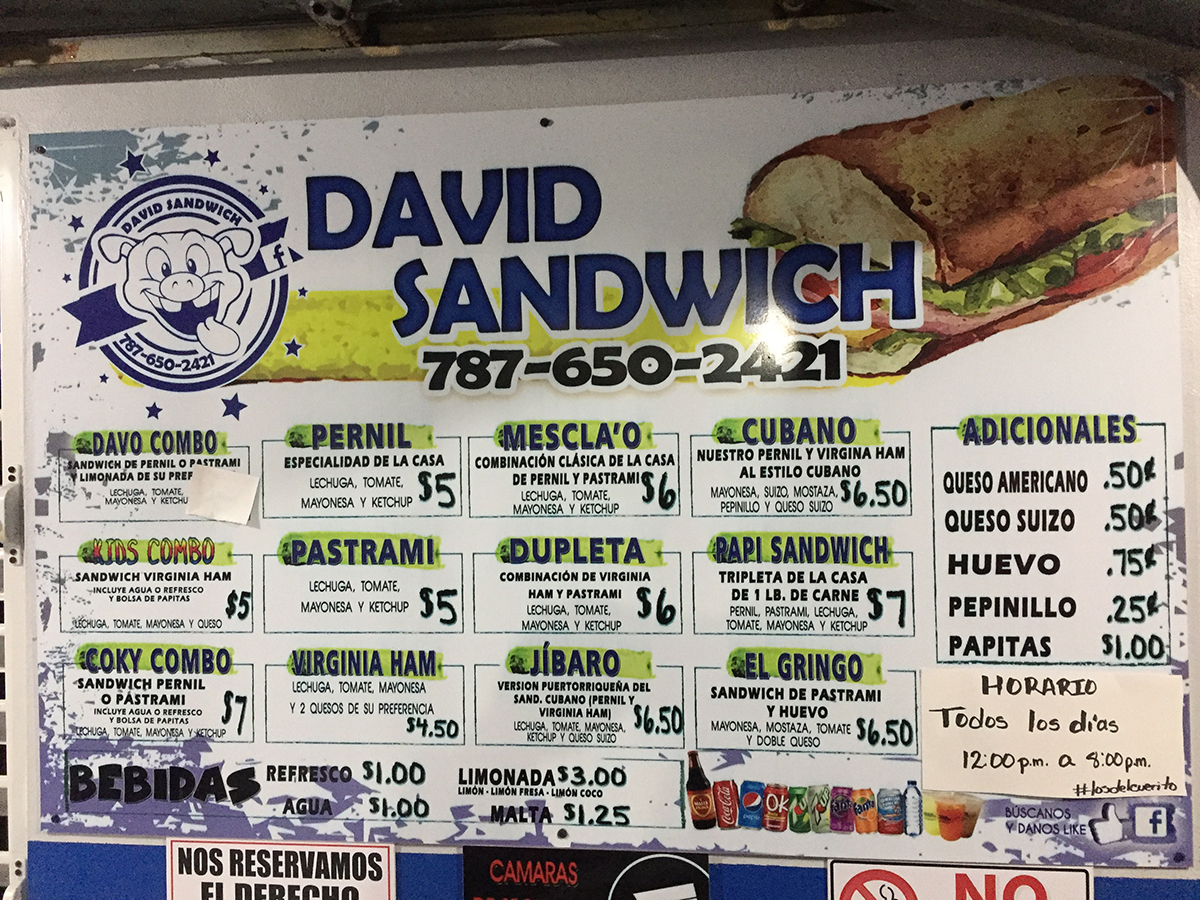 DAVID SANDWICH
787-650-2421
f
DAVID
SANDWICH
787-650-2421
DAVO COMBO
SANDWICH DE PERNIL O PASTRAMI
Y LIMONADA DE SU
LECHUGA, TOMATE,
MAYONESA Y KETCHUP
PERNIL
ESPECIALIDAD DE LA CASA
LECHUGA, TOMATE,
MAYONESA Y KETCHUP $5
MESCLA'O
COMBINACIÓN CLÁSICA DE LA CASA
DE PERNIL Y PASTRAMI
LECHUGA, TOMATE,
MAYONESA Y KETCHUP $6
CUBANO
NUESTRO PERNIL Y VIRGINA HAM
AL ESTILO CUBANO
MAYONESA, SUIZO, MOSTAZA,
PEPINILLO Y QUESO SUIZO $6.50
KIDS COMBO
SANDWICH VIRGINIA HAM
INCLUYE AGUA O REFRESCO
Y BOLSA DE PAPITAS $5
LECHUGA, TOMATE, MAYONESA Y QUESO
PASTRAMI
LECHUGA, TOMATE,
MAYONESA Y KETCHUP $5
DUPLETA
COMBINACIÓN DE VIRGINIA
HAM Y PASTRAMI
LECHUGA, TOMATE,
MAYONESA Y KETCHUP $6
PAPI SANDWICH
TRIPLETA DE LA CASA
DE 1 LB. DE CARNE
PERNIL, PASTRAMI, LECHUGA,
TOMATE, MAYONESA Y KETCHUP $7
COKY COMBO
SANDWICH PERNIL
O PÁSTRAMI
INCLUYE AGUA O REFRESCO
Y BOLSA DE PAPITAS $7
LECHUGA, TOMATE, MAYONESA Y KETCHUP
VIRGINIA HAM
LECHUGA, TOMATE, MAYONESA
Y 2 QUESOS DE SU PREFERENCIA
$4.50
JÍBARO
VERSION PUERTORRIQUEÑA DEL
SAND. CUBANO (PERNIL Y
VIRGINIA HAM)
LECHUGA, TOMATE, MAYONESA,
KETCHUP Y QUESO SUIZO $6.50
EL GRINGO
SANDWICH DE PASTRAMI
Y HUEVO
MAYONESA, MOSTAZA, TOMATE
Y DOBLE QUESO $6.50
ADICIONALES
QUESO AMERICANO .50¢
QUESO SUIZO .50¢
HUEVO .75¢
PEPINILLO .25¢
PAPITAS $1.00
HORARIO
Todos los días
12:00 p.m. a 8:00 p.m.
#losdelcuerito
BEBIDAS
REFRESCO $1.00
AGUA $1.00
LIMONADA $3.00
LIMÓN - LIMÓN FRESA - LIMÓN COCO
MALTA $1.25
MALTA
Coca-Cola
pepsi
OK
Fanta
Fanta
BÚSCANOS
Y DANOS LIKE
f
NOS RESERVAMOS
EL DERECHO
CAMARAS
NO